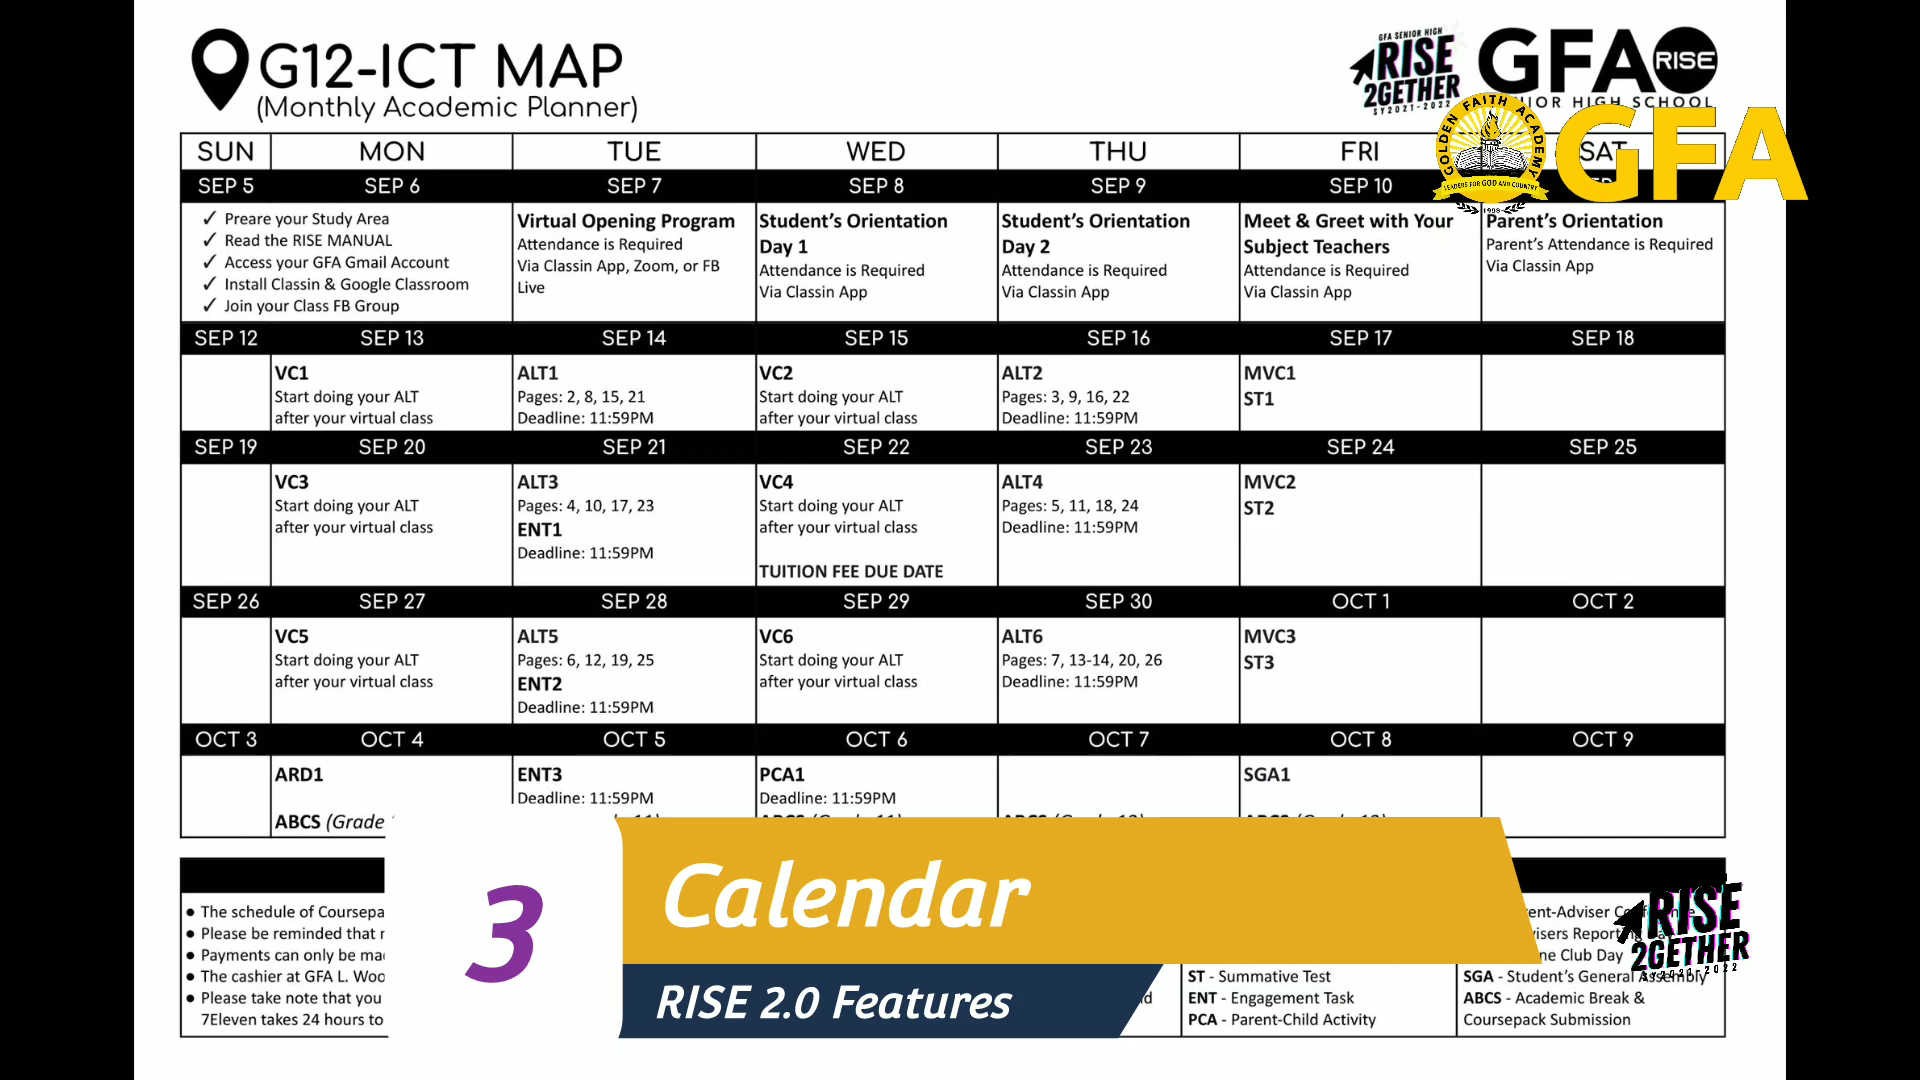 G12-ICT MAP
(Monthly Academic Planner)
GFA SENIOR HIGH
RISE
2GETHER
SY2021-2022
GFA RISE
IOR HIGH SCHOOL
GOLDEN FAITH ACADEMY
LEADERS FOR GOD AND COUNTRY
1998
GFA
SUN MON TUE WED THU FRI SAT
SEP 5 SEP 6 SEP 7 SEP 8 SEP 9 SEP 10
✓ Preare your Study Area
✓ Read the RISE MANUAL
✓ Access your GFA Gmail Account
✓ Install Classin & Google Classroom
✓ Join your Class FB Group
Virtual Opening Program
Attendance is Required
Via Classin App, Zoom, or FB
Live
Student's Orientation
Day 1
Attendance is Required
Via Classin App
Student's Orientation
Day 2
Attendance is Required
Via Classin App
Meet & Greet with Your
Subject Teachers
Attendance is Required
Via Classin App
Parent's Orientation
Parent's Attendance is Required
Via Classin App
SEP 12 SEP 13 SEP 14 SEP 15 SEP 16 SEP 17 SEP 18
VC1
Start doing your ALT
after your virtual class
ALT1
Pages: 2, 8, 15, 21
Deadline: 11:59PM
VC2
Start doing your ALT
after your virtual class
ALT2
Pages: 3, 9, 16, 22
Deadline: 11:59PM
MVC1
ST1
SEP 19 SEP 20 SEP 21 SEP 22 SEP 23 SEP 24 SEP 25
VC3
Start doing your ALT
after your virtual class
ALT3
Pages: 4, 10, 17, 23
ENT1
Deadline: 11:59PM
VC4
Start doing your ALT
after your virtual class
TUITION FEE DUE DATE
ALT4
Pages: 5, 11, 18, 24
Deadline: 11:59PM
MVC2
ST2
SEP 26 SEP 27 SEP 28 SEP 29 SEP 30 OCT 1 OCT 2
VC5
Start doing your ALT
after your virtual class
ALT5
Pages: 6, 12, 19, 25
ENT2
Deadline: 11:59PM
VC6
Start doing your ALT
after your virtual class
ALT6
Pages: 7, 13-14, 20, 26
Deadline: 11:59PM
MVC3
ST3
OCT 3 OCT 4 OCT 5 OCT 6 OCT 7 OCT 8 OCT 9
ARD1
ABCS (Grade
ENT3
Deadline: 11:59PM
PCA1
Deadline: 11:59PM
SGA1
3
Calendar
RISE 2.0 Features
● The schedule of Coursepa
● Please be reminded that
● Payments can only be ma
● The cashier at GFA L. Woo
● Please take note that you
7Eleven takes 24 hours to
ST - Summative Test
ENT - Engagement Task
PCA - Parent-Child Activity
ent-Adviser
isers
ne Club Day
SGA - Student's General Assembly
ABCS - Academic Break &
Coursepack Submission
RISE
2GETHER
SY2021-2022